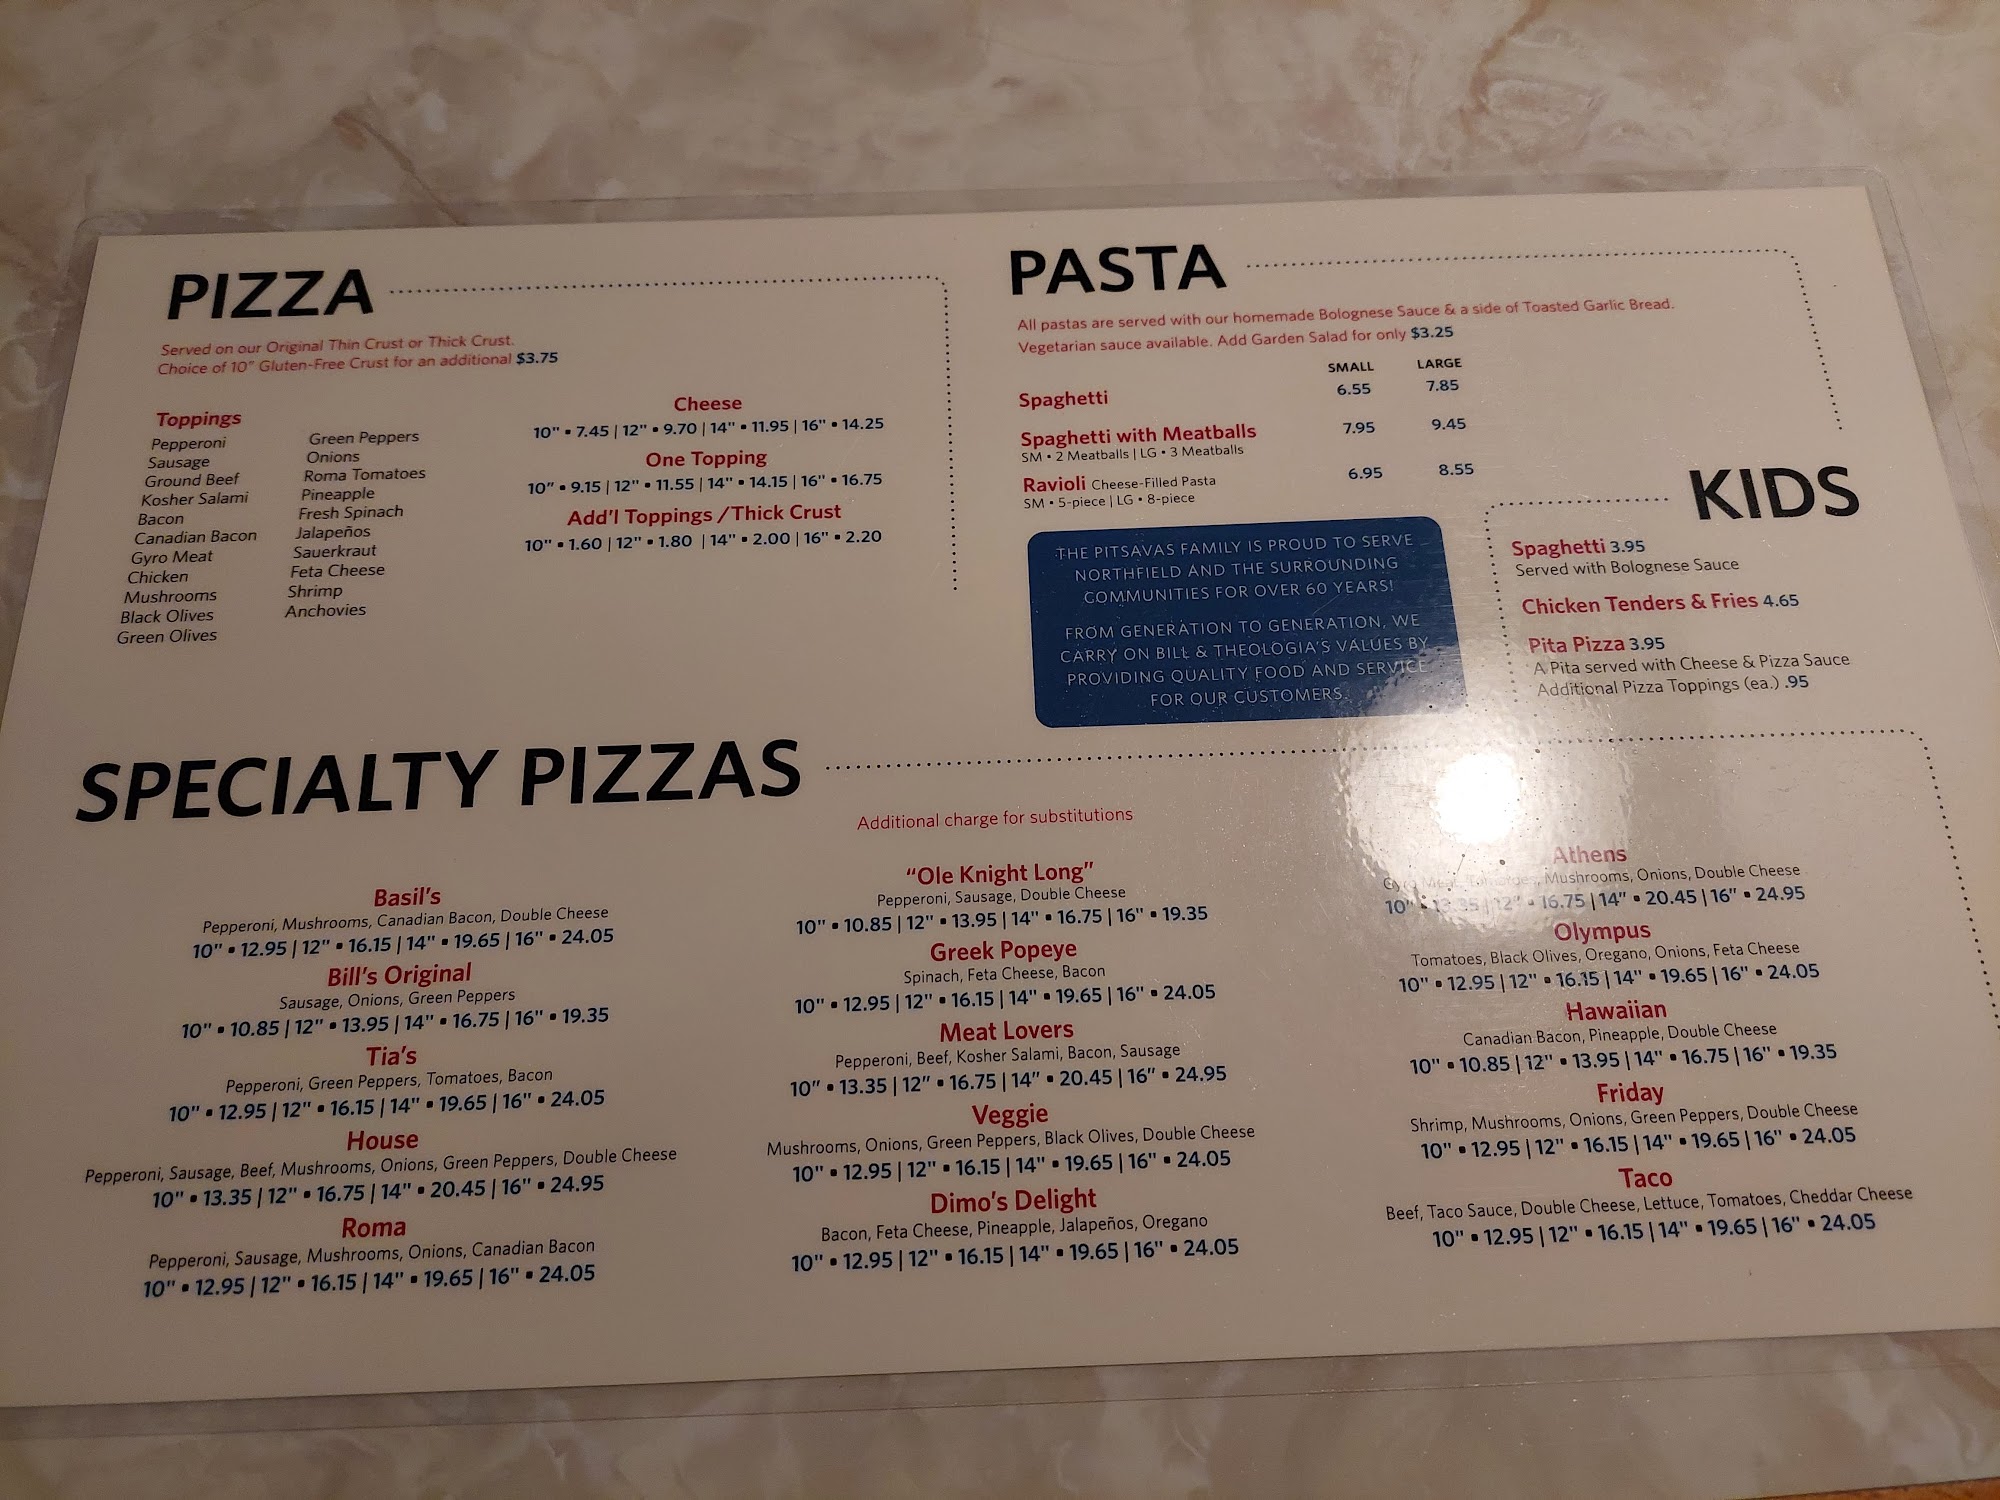 PIZZA
Served on our Original Thin Crust or Thick Crust.
Choice of 10" Gluten-Free Crust for an additional $3.75
Toppings
Pepperoni
Sausage
Ground Beef
Kosher Salami
Bacon
Canadian Bacon
Gyro Meat
Chicken
Mushrooms
Black Olives
Green Olives
Green Peppers
Onions
Roma Tomatoes
Pineapple
Fresh Spinach
Jalapeños
Sauerkraut
Feta Cheese
Shrimp
Anchovies
Cheese
10" ▪ 7.45 | 12" ▪ 9.70 | 14" ▪ 11.95 | 16" ▪ 14.25
One Topping
10" ▪ 9.15 | 12" ▪ 11.55 | 14" ▪ 14.15 | 16" ▪ 16.75
Add'l Toppings / Thick Crust
10" ▪ 1.60 | 12" ▪ 1.80 | 14" ▪ 2.00 | 16" ▪ 2.20
PASTA
All pastas are served with our homemade Bolognese Sauce & a side of Toasted Garlic Bread.
Vegetarian sauce available. Add Garden Salad for only $3.25
SMALL LARGE
Spaghetti 6.55 7.85
Spaghetti with Meatballs 7.95 9.45
SM ▪ 2 Meatballs | LG ▪ 3 Meatballs
Ravioli Cheese-Filled Pasta 6.95 8.55
SM ▪ 5-piece | LG ▪ 8-piece
THE PITSAVAS FAMILY IS PROUD TO SERVE
NORTHFIELD AND THE SURROUNDING
COMMUNITIES FOR OVER 60 YEARS!
FROM GENERATION TO GENERATION, WE
CARRY ON BILL & THEOLOGIA'S VALUES BY
PROVIDING QUALITY FOOD AND SERVICE
FOR OUR CUSTOMERS.
KIDS
Spaghetti 3.95
Served with Bolognese Sauce
Chicken Tenders & Fries 4.65
Pita Pizza 3.95
A Pita served with Cheese & Pizza Sauce
Additional Pizza Toppings (ea.) .95
SPECIALTY PIZZAS
Additional charge for substitutions
Basil's
Pepperoni, Mushrooms, Canadian Bacon, Double Cheese
10" ▪ 12.95 | 12" ▪ 16.15 | 14" ▪ 19.65 | 16" ▪ 24.05
Bill's Original
Sausage, Onions, Green Peppers
10" ▪ 10.85 | 12" ▪ 13.95 | 14" ▪ 16.75 | 16" ▪ 19.35
Tia's
Pepperoni, Green Peppers, Tomatoes, Bacon
10" ▪ 12.95 | 12" ▪ 16.15 | 14" ▪ 19.65 | 16" ▪ 24.05
House
Pepperoni, Sausage, Beef, Mushrooms, Onions, Green Peppers, Double Cheese
10" ▪ 13.35 | 12" ▪ 16.75 | 14" ▪ 20.45 | 16" ▪ 24.95
Roma
Pepperoni, Sausage, Mushrooms, Onions, Canadian Bacon
10" ▪ 12.95 | 12" ▪ 16.15 | 14" ▪ 19.65 | 16" ▪ 24.05
"Ole Knight Long"
Pepperoni, Sausage, Double Cheese
10" ▪ 10.85 | 12" ▪ 13.95 | 14" ▪ 16.75 | 16" ▪ 19.35
Greek Popeye
Spinach, Feta Cheese, Bacon
10" ▪ 12.95 | 12" ▪ 16.15 | 14" ▪ 19.65 | 16" ▪ 24.05
Meat Lovers
Pepperoni, Beef, Kosher Salami, Bacon, Sausage
10" ▪ 13.35 | 12" ▪ 16.75 | 14" ▪ 20.45 | 16" ▪ 24.95
Veggie
Mushrooms, Onions, Green Peppers, Black Olives, Double Cheese
10" ▪ 12.95 | 12" ▪ 16.15 | 14" ▪ 19.65 | 16" ▪ 24.05
Dimo's Delight
Bacon, Feta Cheese, Pineapple, Jalapeños, Oregano
10" ▪ 12.95 | 12" ▪ 16.15 | 14" ▪ 19.65 | 16" ▪ 24.05
Athens
Gyro Meat, Tomatoes, Mushrooms, Onions, Double Cheese
10" ▪ 13.35 | 12" ▪ 16.75 | 14" ▪ 20.45 | 16" ▪ 24.95
Olympus
Tomatoes, Black Olives, Oregano, Onions, Feta Cheese
10" ▪ 12.95 | 12" ▪ 16.15 | 14" ▪ 19.65 | 16" ▪ 24.05
Hawaiian
Canadian Bacon, Pineapple, Double Cheese
10" ▪ 10.85 | 12" ▪ 13.95 | 14" ▪ 16.75 | 16" ▪ 19.35
Friday
Shrimp, Mushrooms, Onions, Green Peppers, Double Cheese
10" ▪ 12.95 | 12" ▪ 16.15 | 14" ▪ 19.65 | 16" ▪ 24.05
Taco
Beef, Taco Sauce, Double Cheese, Lettuce, Tomatoes, Cheddar Cheese
10" ▪ 12.95 | 12" ▪ 16.15 | 14" ▪ 19.65 | 16" ▪ 24.05